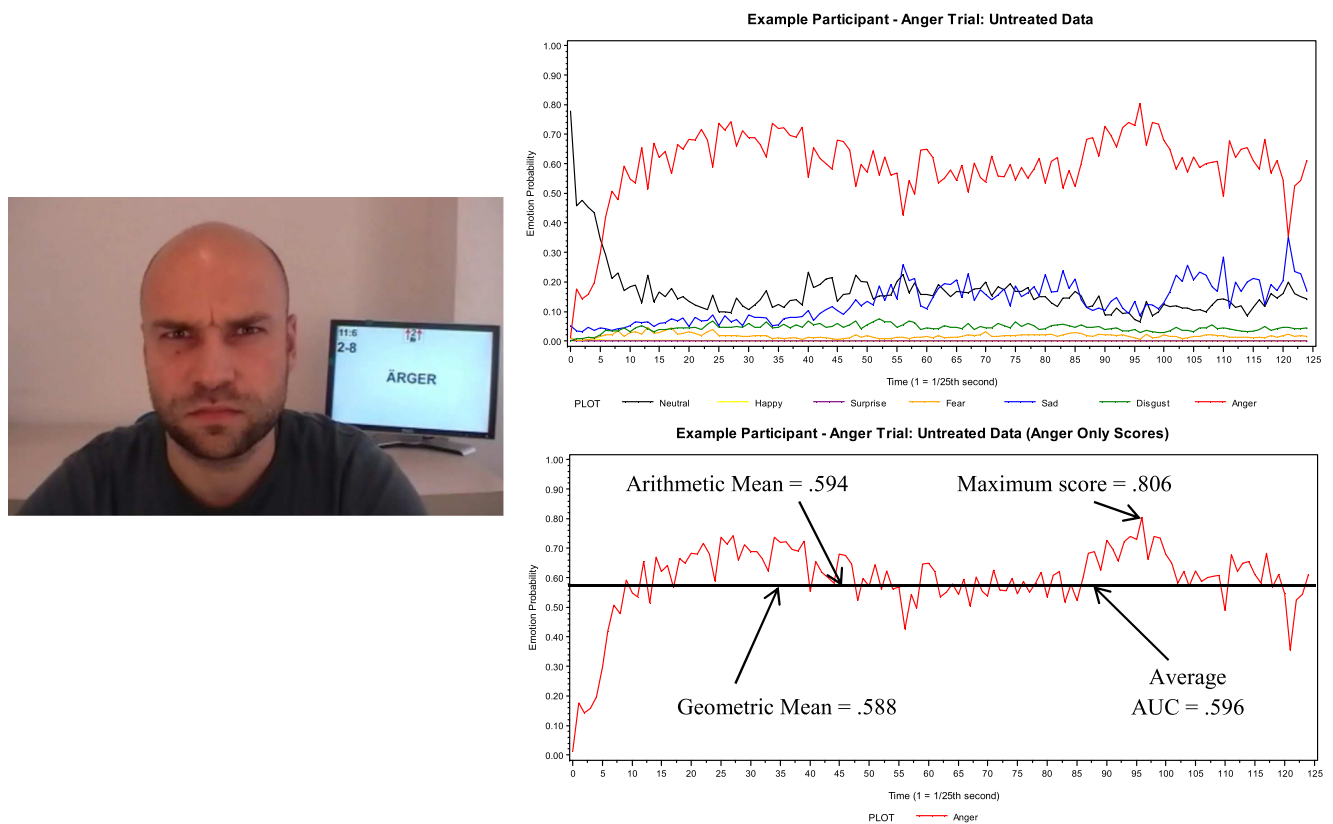 11:6
2-8
ÄRGER
Example Participant - Anger Trial: Untreated Data
Emotion Probability
1.00
0.90
0.80
0.70
0.60
0.50
0.40
0.30
0.20
0.10
0.00
0 5 10 15 20 25 30 35 40 45 50 55 60 65 70 75 80 85 90 95 100 105 110 115 120 125
Time (1 = 1/25th second)
PLOT Neutral Happy Surprise Fear Sad Disgust Anger
Example Participant - Anger Trial: Untreated Data (Anger Only Scores)
Emotion Probability
1.00
0.90
0.80
0.70
0.60
0.50
0.40
0.30
0.20
0.10
0.00
Arithmetic Mean = .594
Maximum score = .806
Geometric Mean = .588
Average
AUC = .596
0 5 10 15 20 25 30 35 40 45 50 55 60 65 70 75 80 85 90 95 100 105 110 115 120 125
Time (1 = 1/25th second)
PLOT Anger